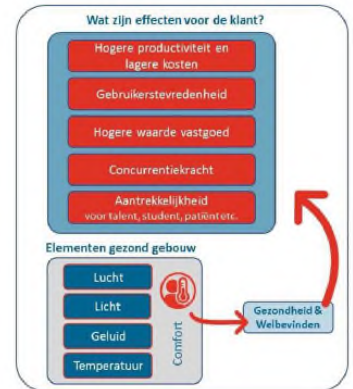 Wat zijn effecten voor de klant?
Hogere productiviteit en
lagere kosten
Gebruikerstevredenheid
Hogere waarde vastgoed
Concurrentiekracht
Aantrekkelijkheid
voor talent, student, patiënt etc.
Elementen gezond gebouw
Lucht
Licht
Geluid
Temperatuur
Comfort
Gezondheid &
Welbevinden